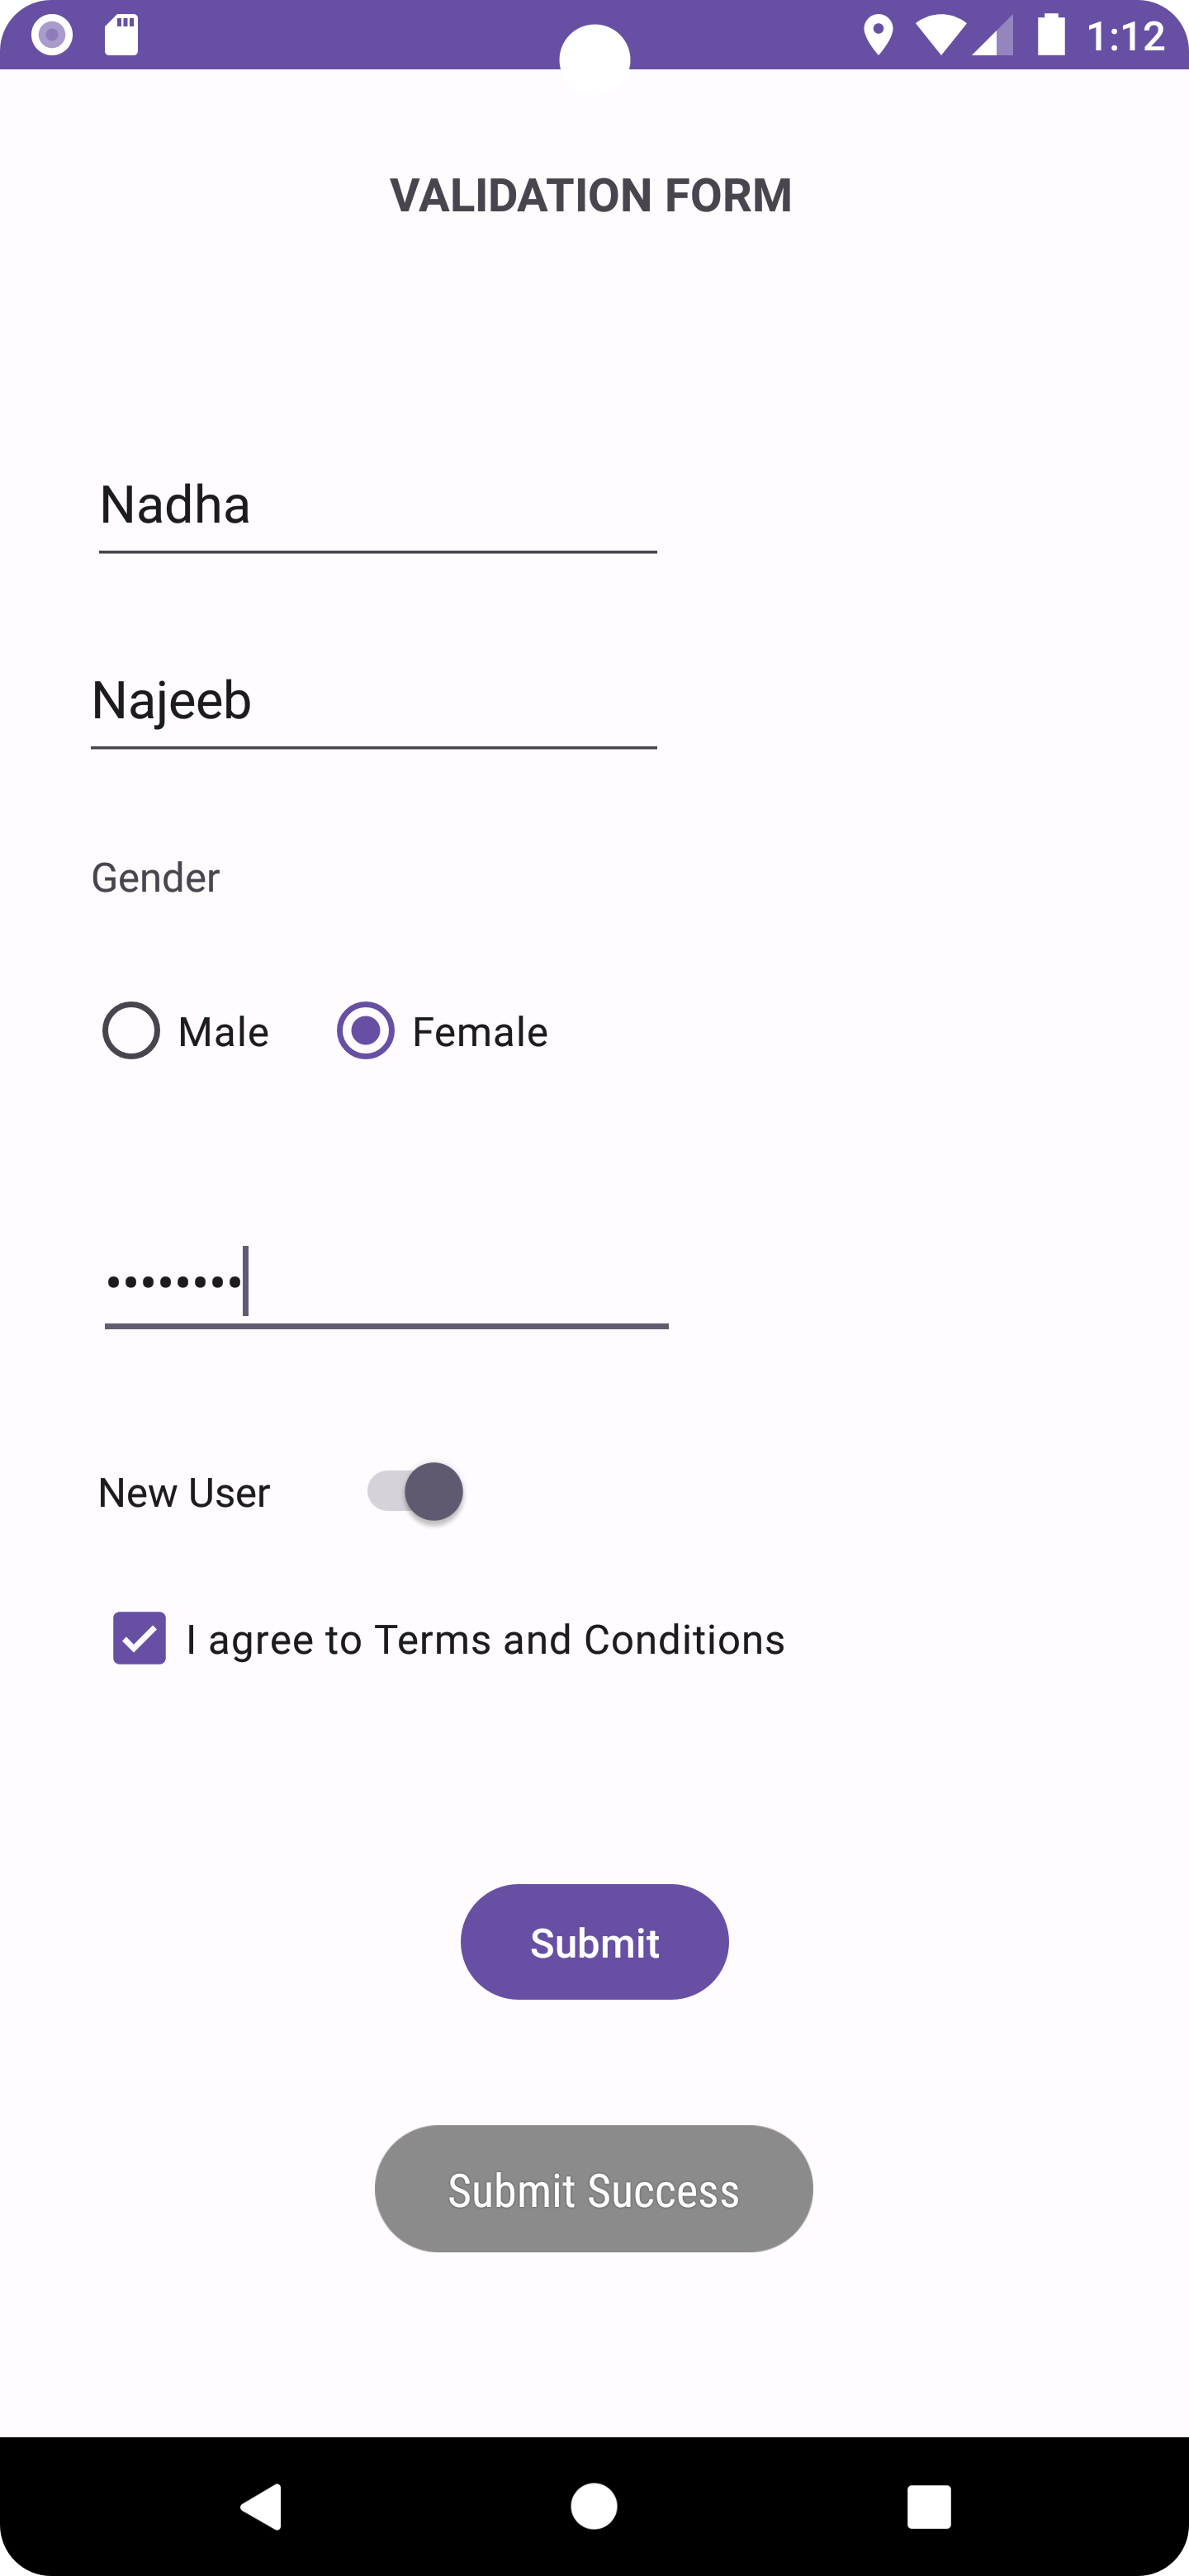 1:12
VALIDATION FORM
Nadha
Najeeb
Gender
Male Female
••••••••
New User
I agree to Terms and Conditions
Submit
Submit Success